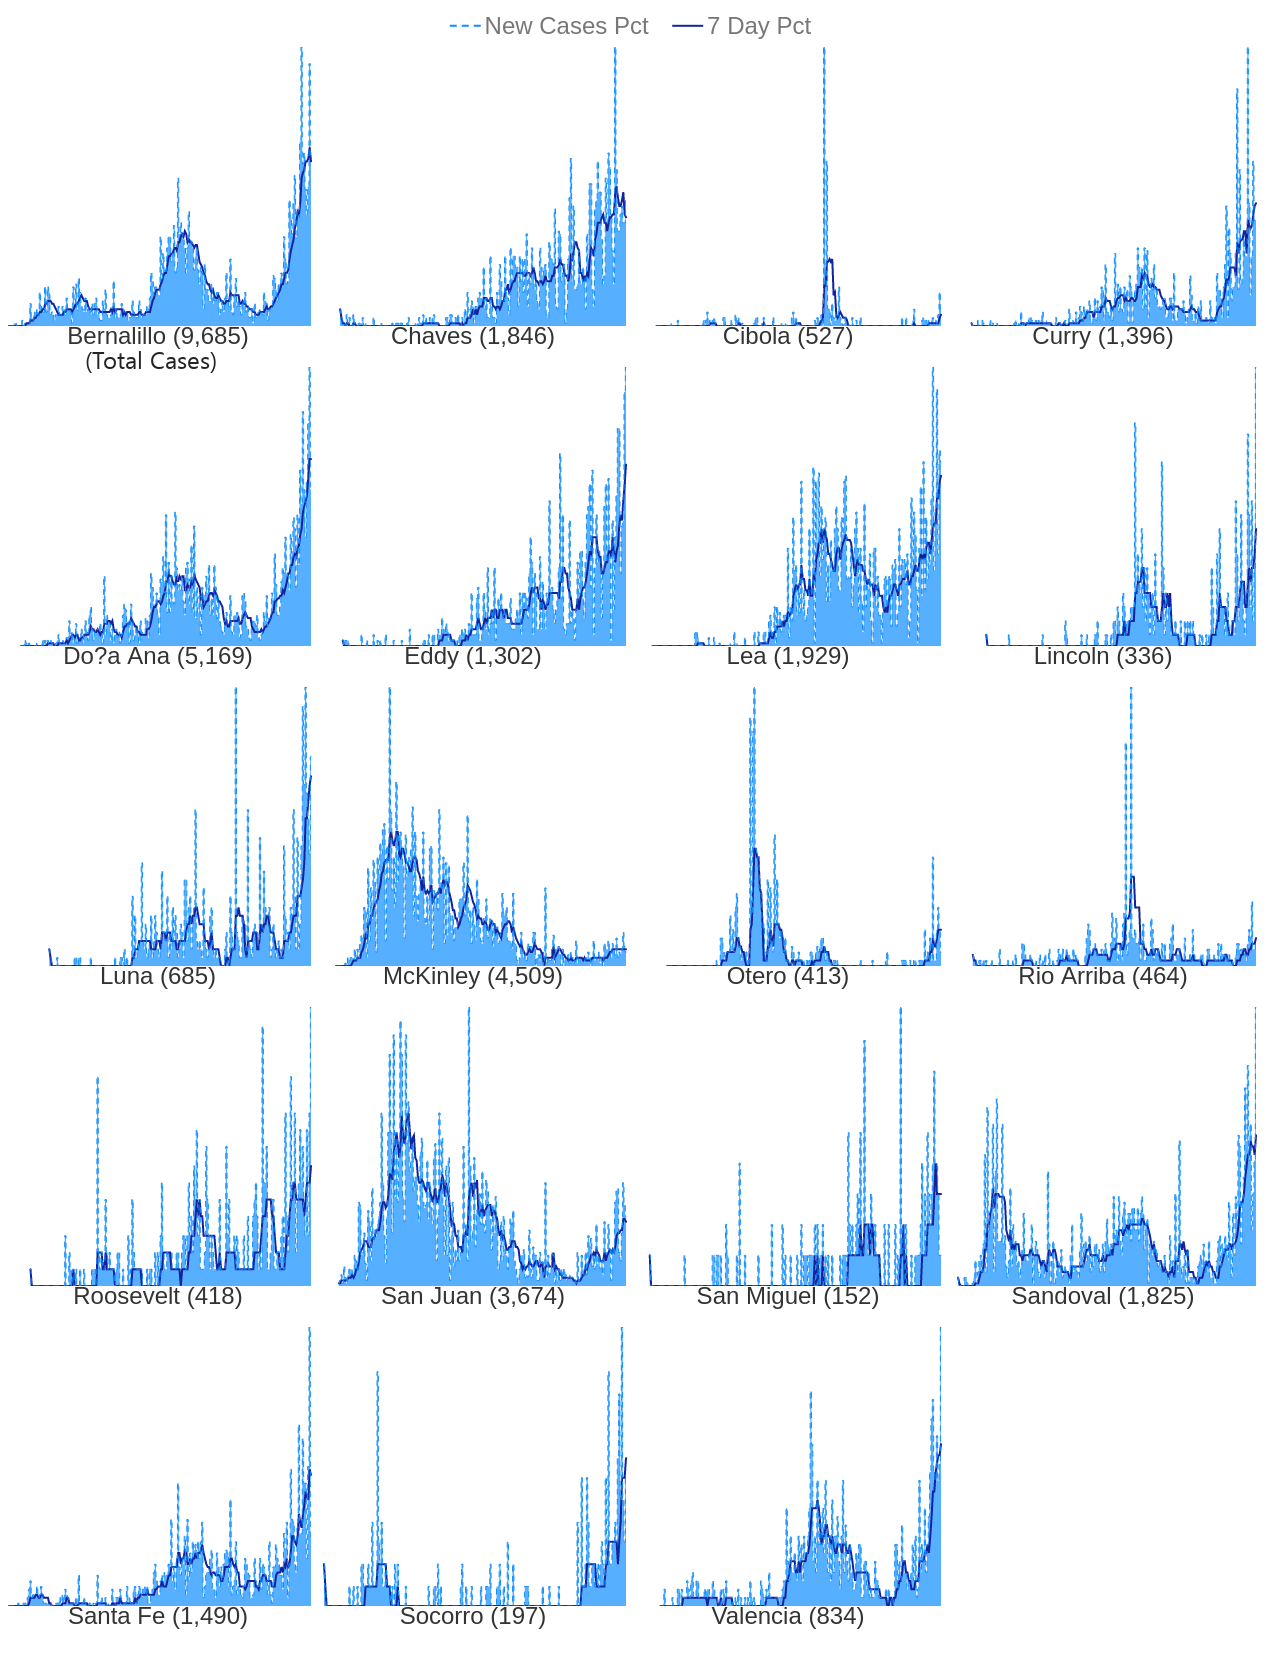 New Cases Pct 7 Day Pct
Bernalillo (9,685) Chaves (1,846) Cibola (527) Curry (1,396)
(Total Cases)
Do?a Ana (5,169) Eddy (1,302) Lea (1,929) Lincoln (336)
Luna (685) McKinley (4,509) Otero (413) Rio Arriba (464)
Roosevelt (418) San Juan (3,674) San Miguel (152) Sandoval (1,825)
Santa Fe (1,490) Socorro (197) Valencia (834)